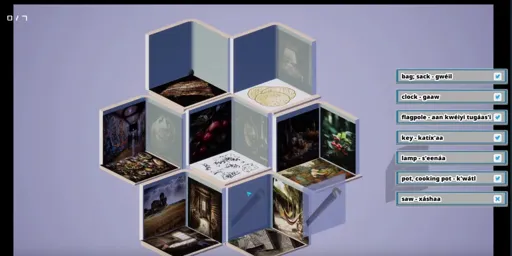 0 / 7
bag; sack - gwéil
clock - gaaw
flagpole - aan kwéiyi tugáas'i
key - katíx'aa
lamp - s'eenáa
pot, cooking pot - k'wátl
saw - xáshaa